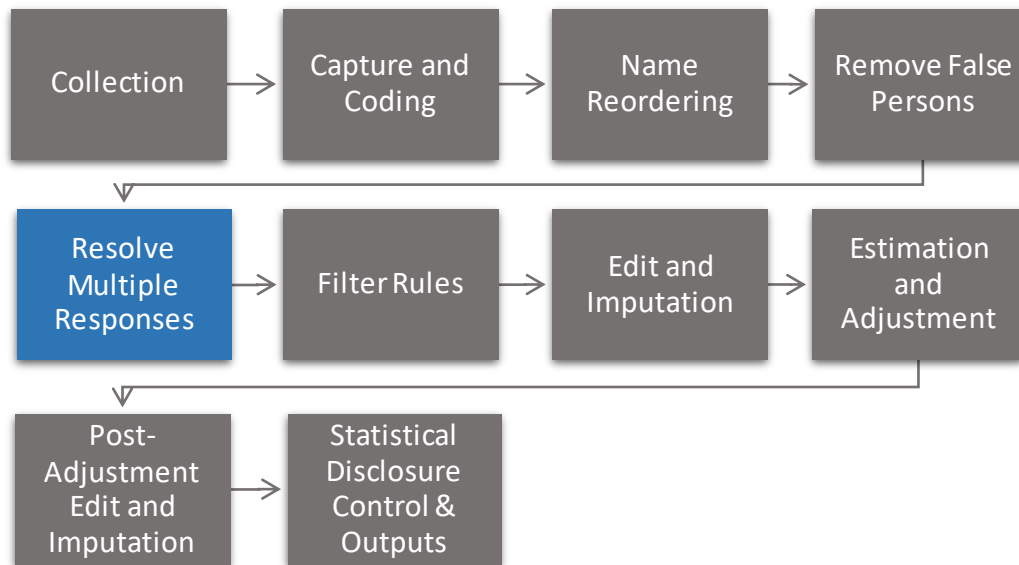 Collection
Capture and
Coding
Name
Reordering
Remove False
Persons
Resolve
Multiple
Responses
Filter Rules
Edit and
Imputation
Estimation
and
Adjustment
Post-
Adjustment
Edit and
Imputation
Statistical
Disclosure
Control &
Outputs